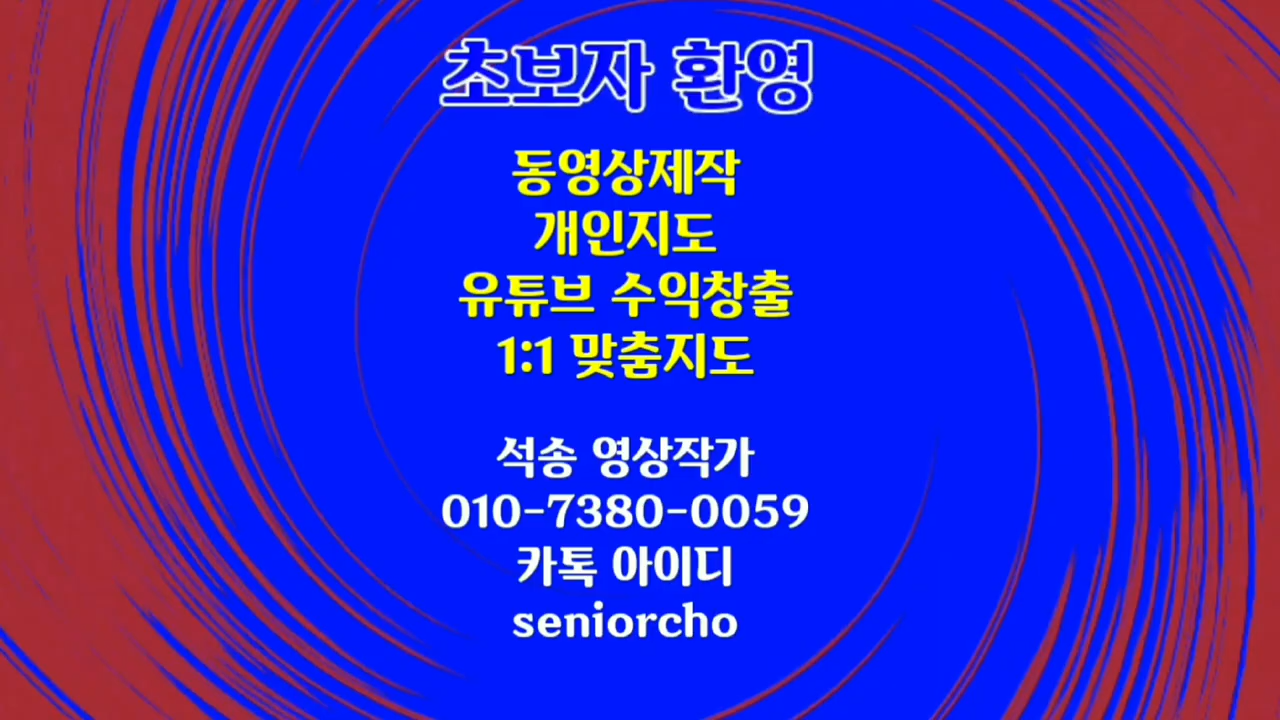 초보자 환영
동영상제작
개인지도
유튜브 수익창출
1:1 맞춤지도
석송 영상작가
010-7380-0059
카톡 아이디
seniorcho